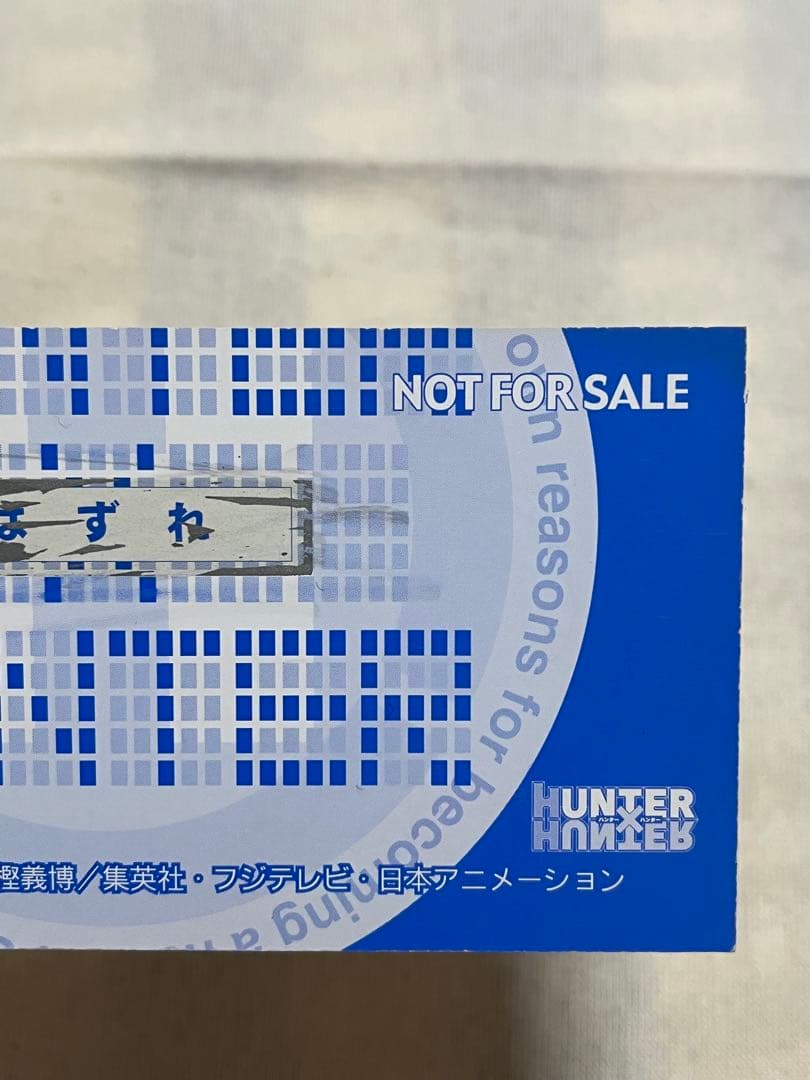 NOT FOR SALE
はずれ
own reasons for becoming a
HUNTER
ハンター×ハンター
HUNTER
樫義博／集英社・フジテレビ・日本アニメーション